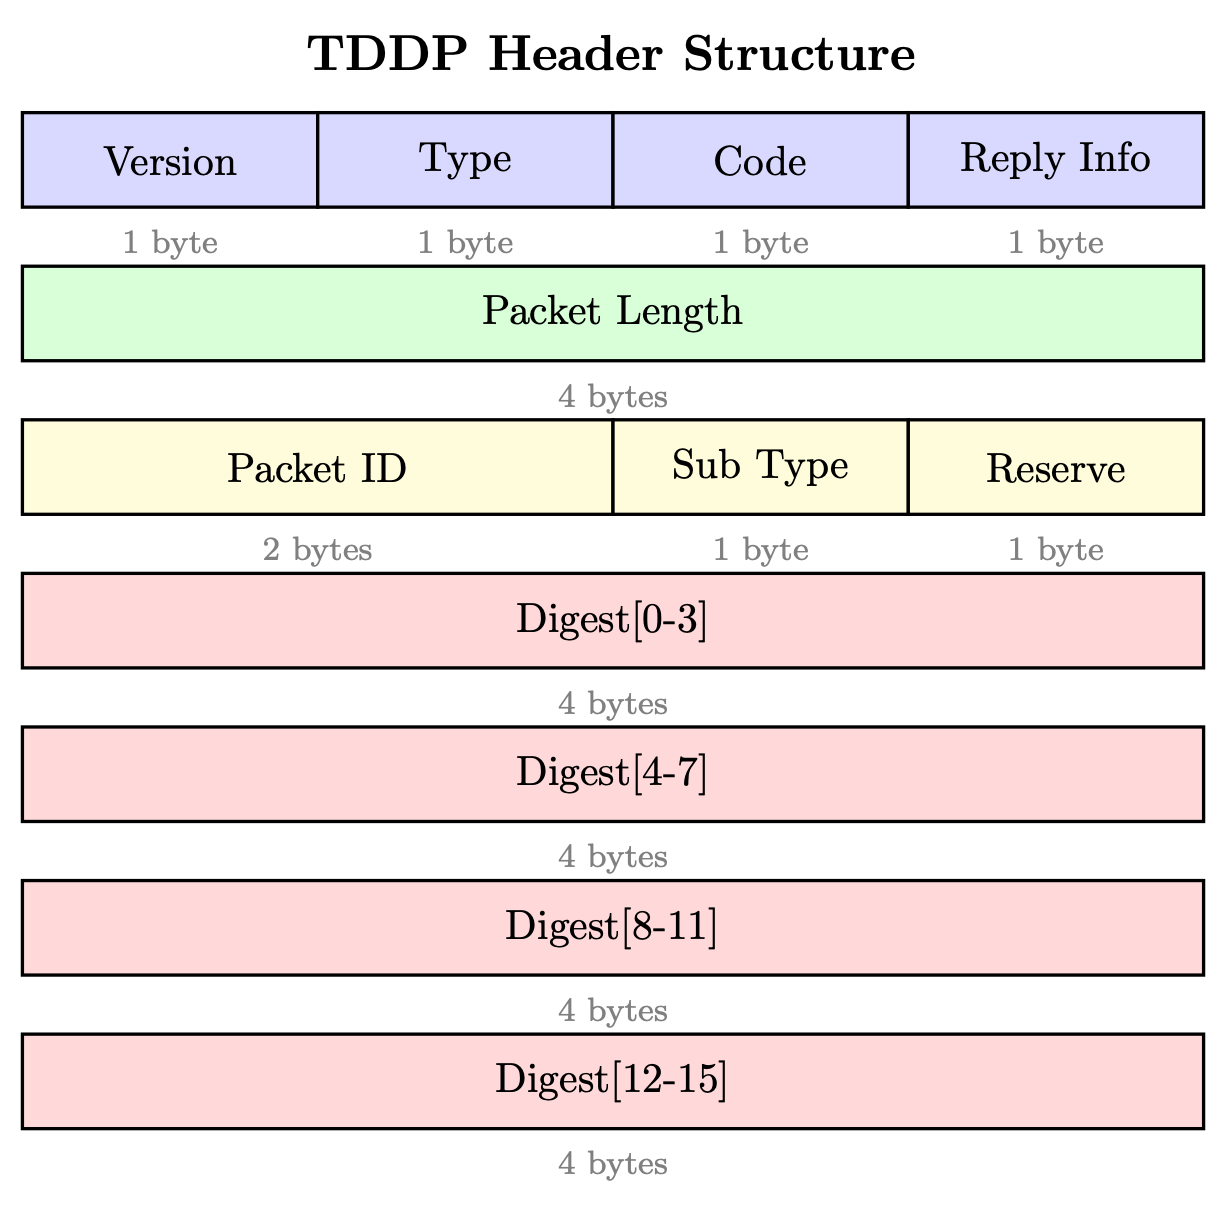 TDDP Header Structure
Version Type Code Reply Info
1 byte 1 byte 1 byte 1 byte
Packet Length
4 bytes
Packet ID Sub Type Reserve
2 bytes 1 byte 1 byte
Digest[0-3]
4 bytes
Digest[4-7]
4 bytes
Digest[8-11]
4 bytes
Digest[12-15]
4 bytes